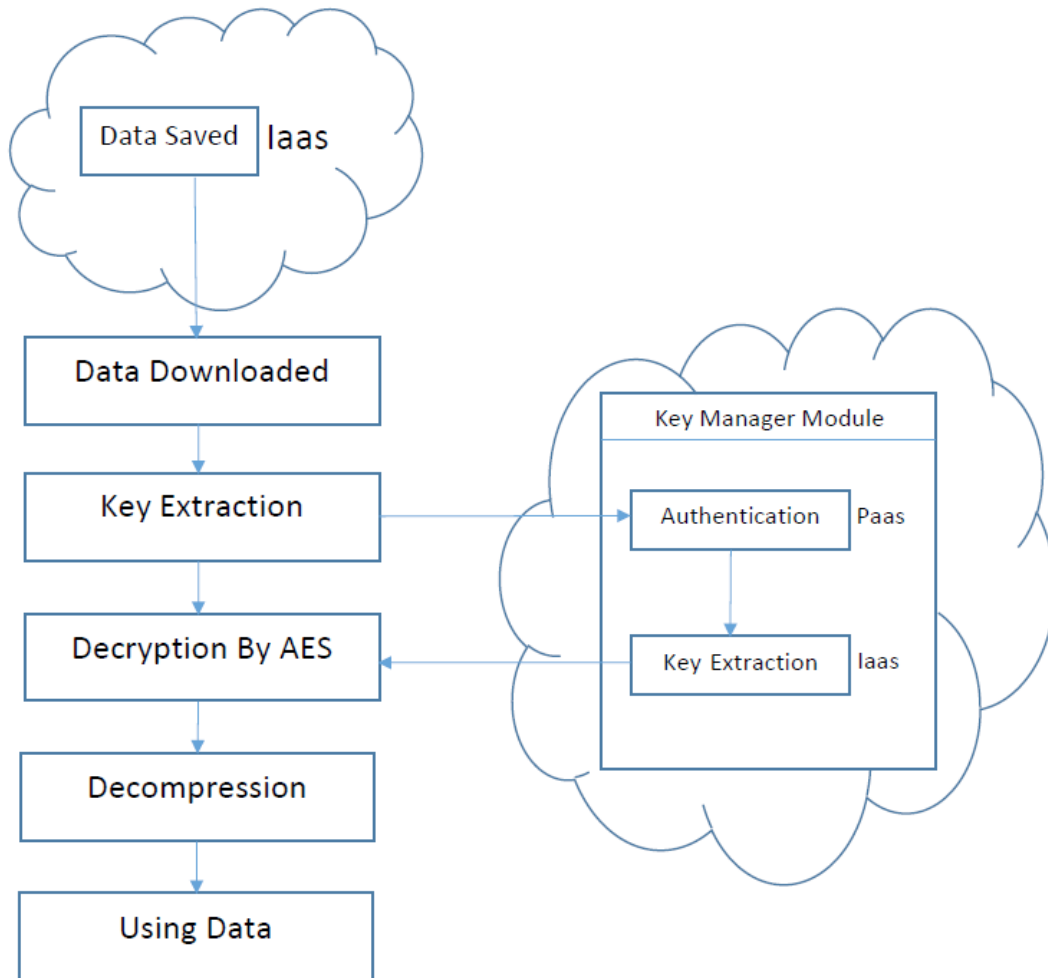 Data Saved Iaas
Data Downloaded
Key Extraction
Decryption By AES
Decompression
Using Data
Key Manager Module
Authentication Paas
Key Extraction Iaas